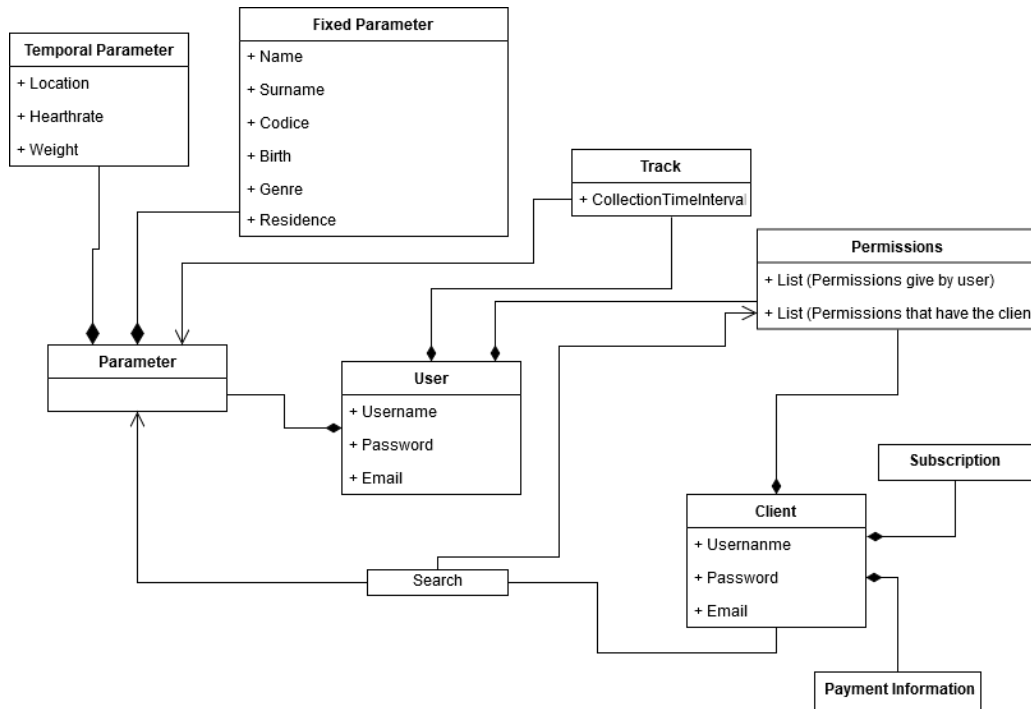 Temporal Parameter
+ Location
+ Hearthrate
+ Weight
Fixed Parameter
+ Name
+ Surname
+ Codice
+ Birth
+ Genre
+ Residence
Track
+ CollectionTimeInterval
Permissions
+ List (Permissions give by user)
+ List (Permissions that have the clien
Parameter
User
+ Username
+ Password
+ Email
Subscription
Client
+ Usernanme
+ Password
+ Email
Search
Payment Information